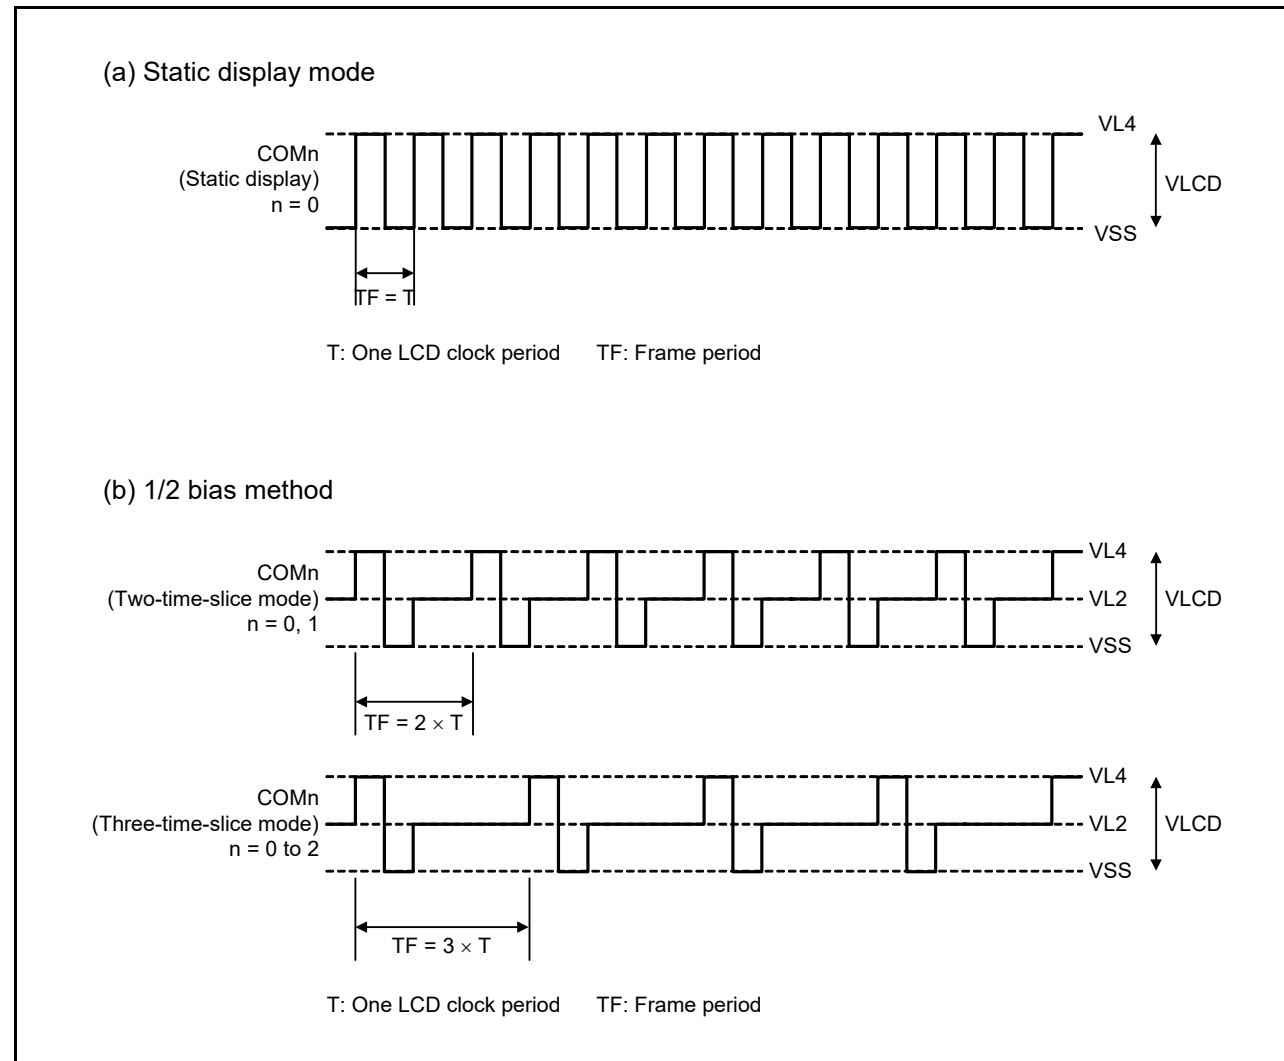 (a) Static display mode
COMn
(Static display)
n = 0
VL4
VLCD
VSS
TF = T
T: One LCD clock period TF: Frame period
(b) 1/2 bias method
COMn
(Two-time-slice mode)
n = 0, 1
VL4
VL2
VLCD
VSS
TF = 2 × T
COMn
(Three-time-slice mode)
n = 0 to 2
VL4
VL2
VLCD
VSS
TF = 3 × T
T: One LCD clock period TF: Frame period